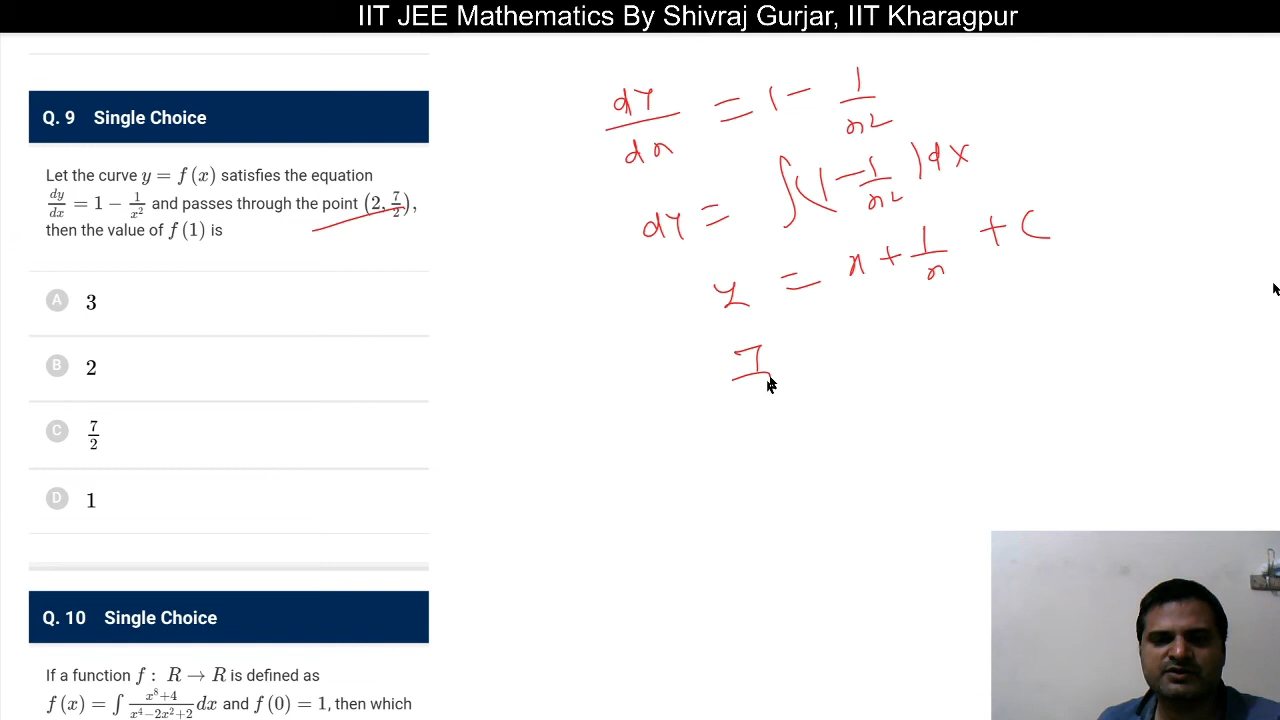 IIT JEE Mathematics By Shivraj Gurjar, IIT Kharagpur
Q. 9 Single Choice
Let the curve y = f (x) satisfies the equation
dy/dx = 1 − 1/x² and passes through the point (2, 7/2),
then the value of f (1) is
A 3
B 2
C 7/2
D 1
Q. 10 Single Choice
If a function f : R → R is defined as
f (x) = ∫ x⁸+4/x⁴−2x²+2 dx and f (0) = 1, then which
dy/dx = 1 − 1/x²
dy = ∫(1 − 1/x²)dx
y = x + 1/x + C
7